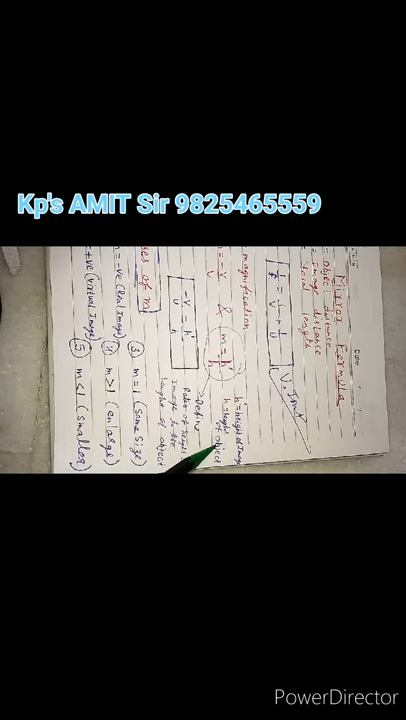 Kp's AMIT Sir 9825465559
Date
Mirror Formula
= object distance
= Image distance
= focal length
1/f = 1/v + 1/u
V. Imp
magnification
= -v/u & m = h'/h
h' = height of Image
h = height of object
Define
Ratio of height
Image to the
height of object
-v/u = h'/h
ses of m
③ m = 1 (same size)
= -ve (Real Image)
④ m > 1 (enlarge)
= +ve (virtual Image)
⑤ m < 1 (smaller)
PowerDirector